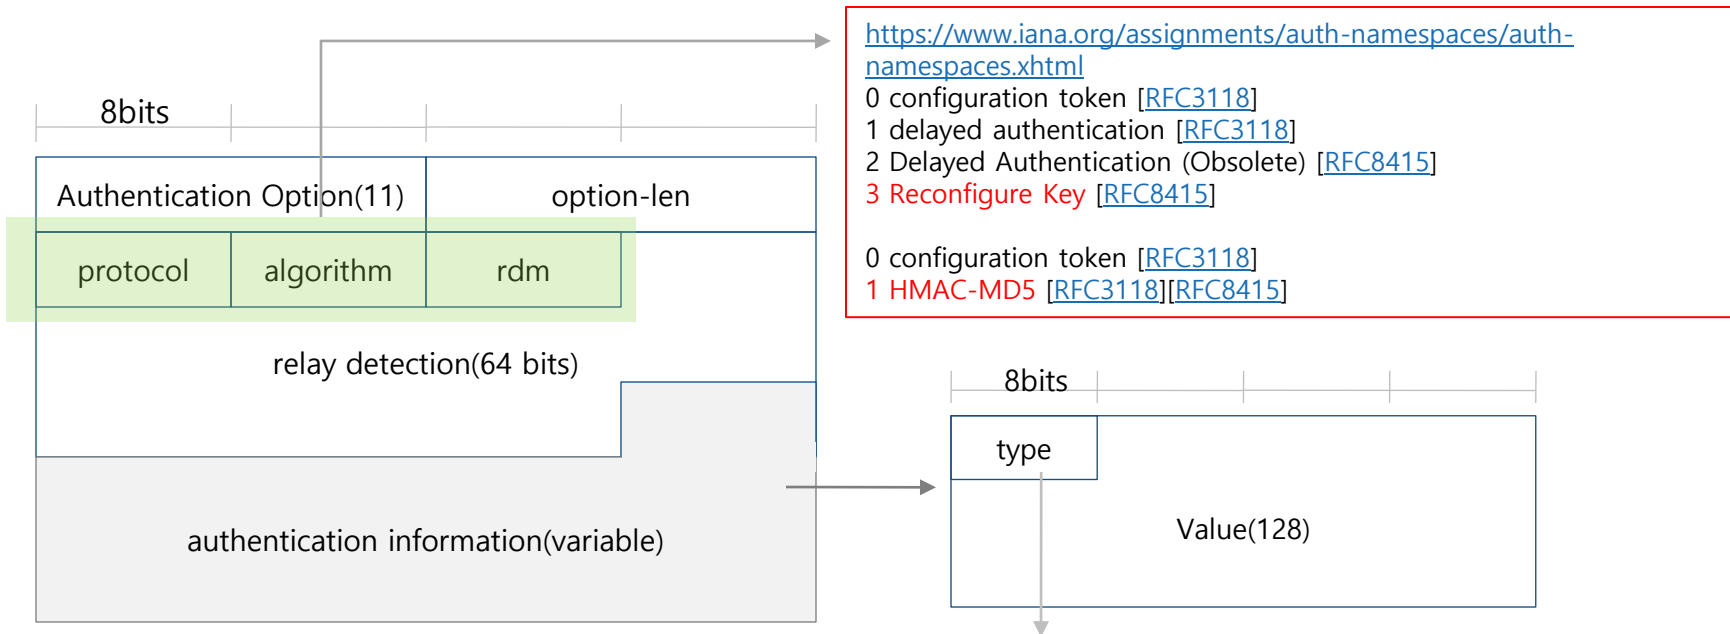 https://www.iana.org/assignments/auth-namespaces/auth-
namespaces.xhtml
0 configuration token [RFC3118]
1 delayed authentication [RFC3118]
2 Delayed Authentication (Obsolete) [RFC8415]
3 Reconfigure Key [RFC8415]
0 configuration token [RFC3118]
1 HMAC-MD5 [RFC3118][RFC8415]
8bits
Authentication Option(11)
option-len
protocol
algorithm
rdm
relay detection(64 bits)
authentication information(variable)
8bits
type
Value(128)